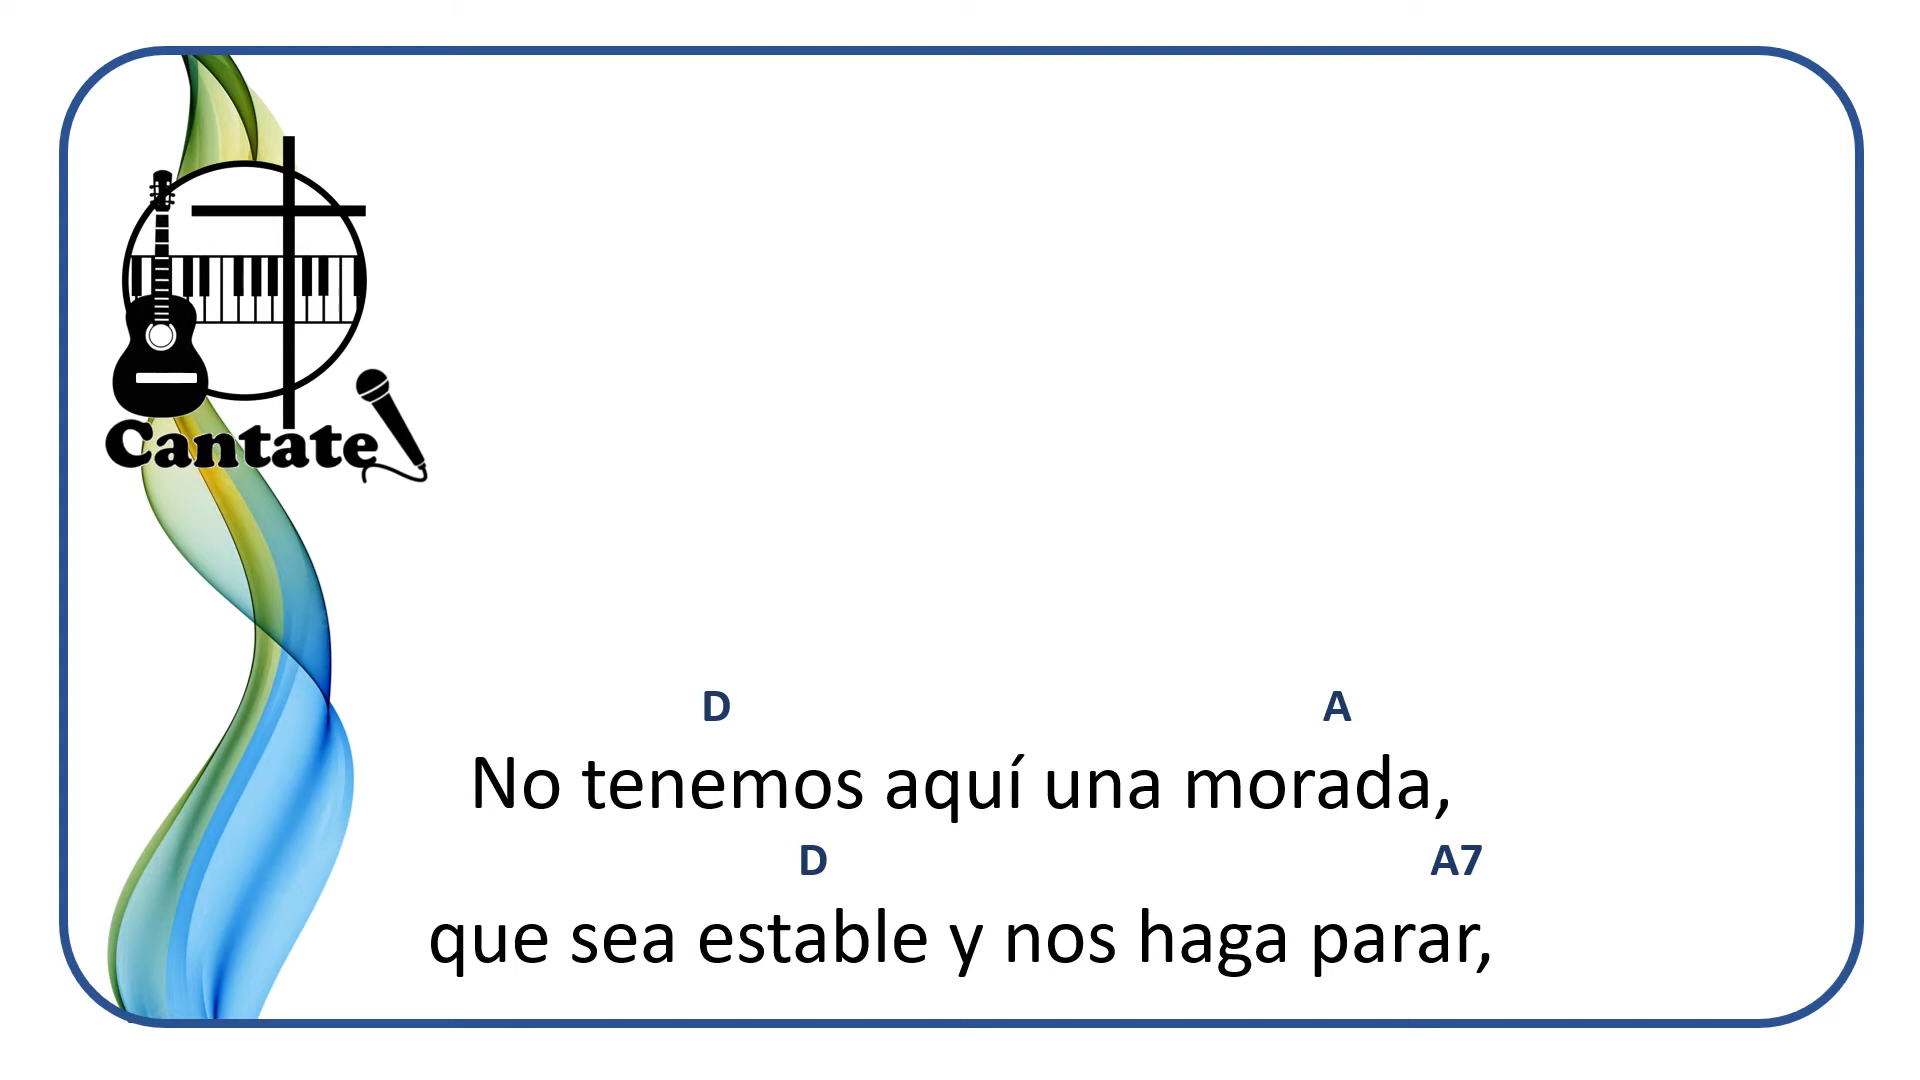 Cantate
D A
No tenemos aquí una morada,
D A7
que sea estable y nos haga parar,